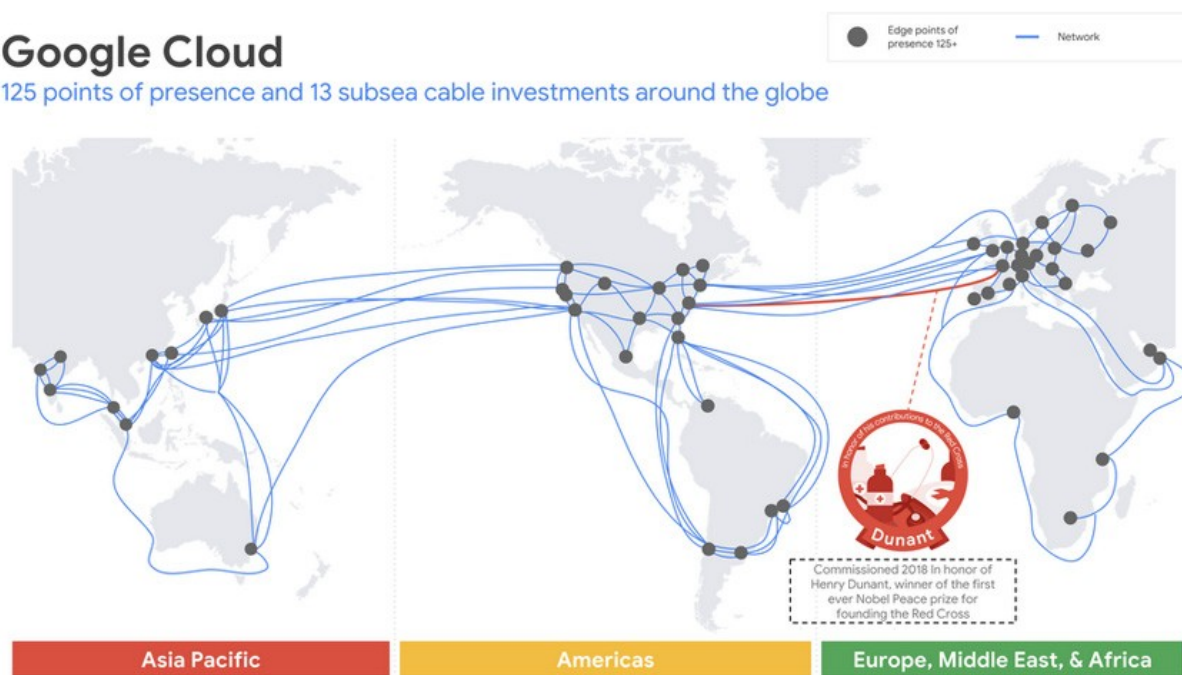 Google Cloud
125 points of presence and 13 subsea cable investments around the globe
Edge points of
presence 125+
Network
in honor of his contributions to the Red Cross
Dunant
Commissioned 2018 In honor of
Henry Dunant, winner of the first
ever Nobel Peace prize for
founding the Red Cross
Asia Pacific
Americas
Europe, Middle East, & Africa